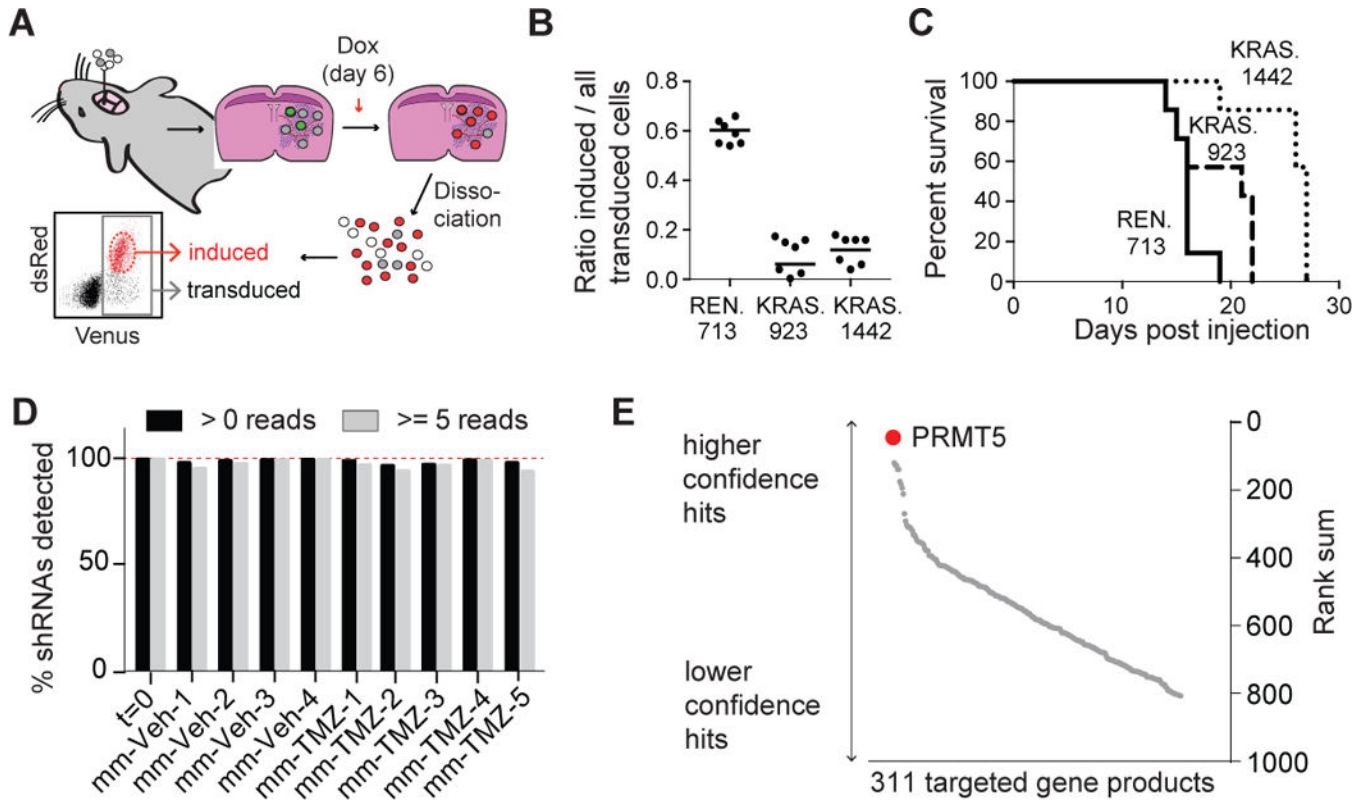 A
Dox
(day 6)
Disso-
ciation
dsRed
induced
transduced
Venus
B
Ratio induced / all
transduced cells
0.8
0.6
0.4
0.2
0.0
REN.
713
KRAS.
923
KRAS.
1442
C
Percent survival
100
80
60
40
20
0
KRAS.
1442
KRAS.
923
REN.
713
0
10
20
30
Days post injection
D
> 0 reads
>= 5 reads
% shRNAs detected
100
50
0
t=0
mm-Veh-1
mm-Veh-2
mm-Veh-3
mm-Veh-4
mm-TMZ-1
mm-TMZ-2
mm-TMZ-3
mm-TMZ-4
mm-TMZ-5
E
higher
confidence
hits
lower
confidence
hits
PRMT5
0
200
400
600
800
1000
Rank sum
311 targeted gene products